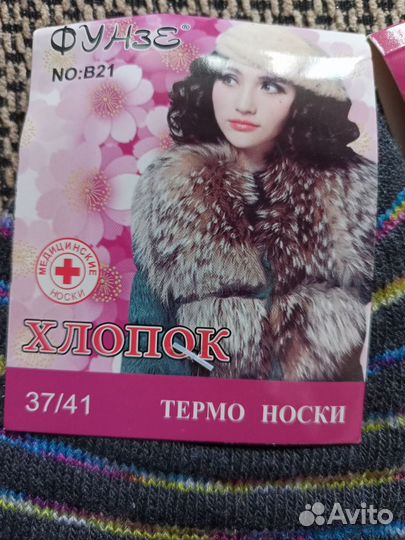 ФУНЗЕ®
NO:B21
МЕДИЦИНСКИЕ
НОСКИ
ХЛОПОК
37/41
ТЕРМО НОСКИ
Avito